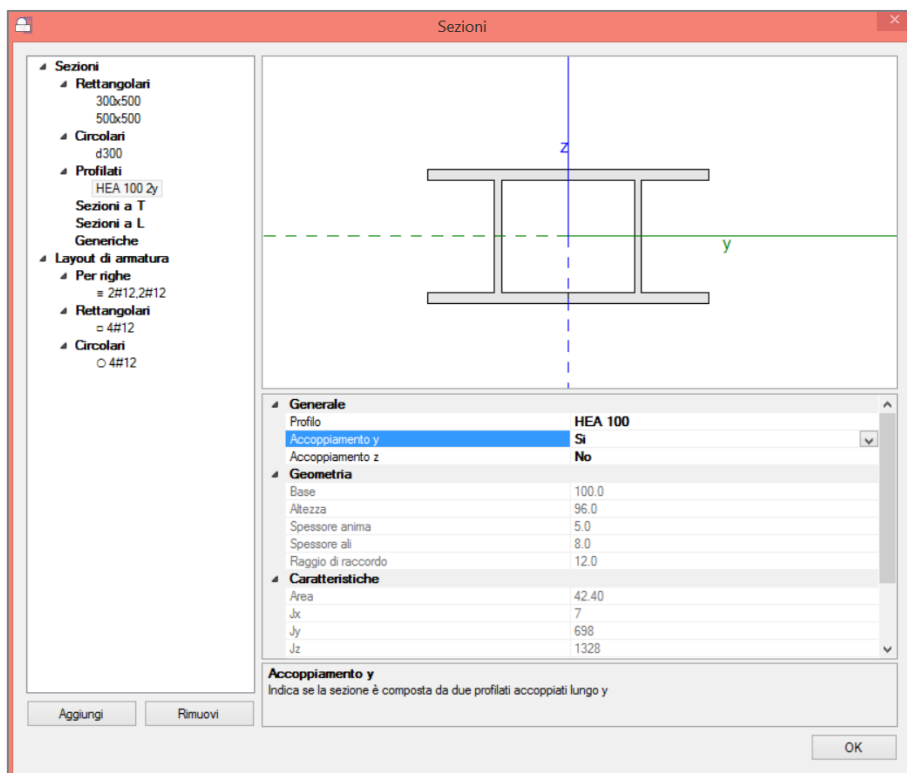 Sezioni
Sezioni
Rettangolari
300x500
500x500
Circolari
d300
Profilati
HEA 100 2y
Sezioni a T
Sezioni a L
Generiche
Layout di armatura
Per righe
2#12,2#12
Rettangolari
4#12
Circolari
4#12
Aggiungi Rimuovi
z
y
Generale
Profilo HEA 100
Accoppiamento y Sì
Accoppiamento z No
Geometria
Base 100.0
Altezza 96.0
Spessore anima 5.0
Spessore ali 8.0
Raggio di raccordo 12.0
Caratteristiche
Area 42.40
Jx 7
Jy 698
Jz 1328
Accoppiamento y
Indica se la sezione è composta da due profilati accoppiati lungo y
OK